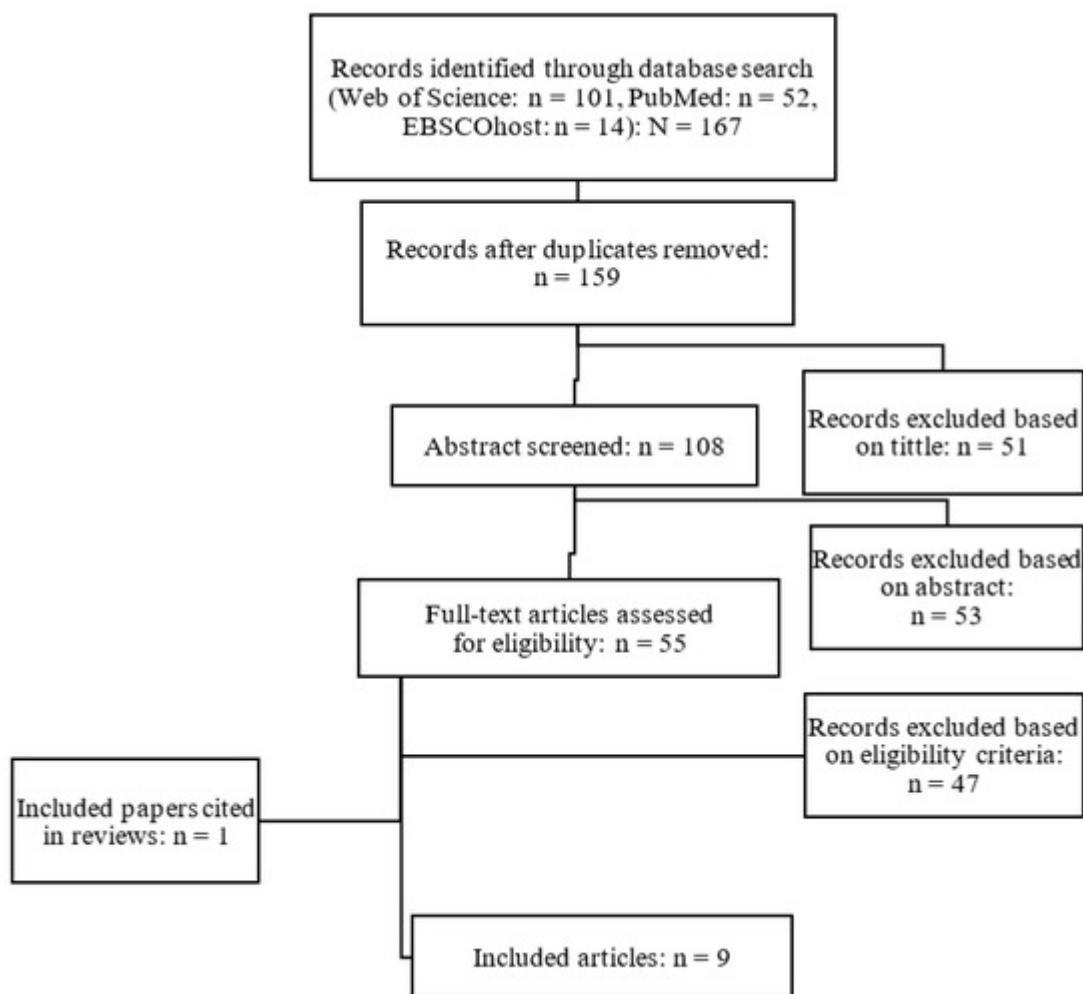 Records identified through database search
(Web of Science: n = 101, PubMed: n = 52,
EBSCOhost: n = 14): N = 167
Records after duplicates removed:
n = 159
Records excluded based
on tittle: n = 51
Abstract screened: n = 108
Records excluded based
on abstract:
n = 53
Full-text articles assessed
for eligibility: n = 55
Records excluded based
on eligibility criteria:
n = 47
Included papers cited
in reviews: n = 1
Included articles: n = 9